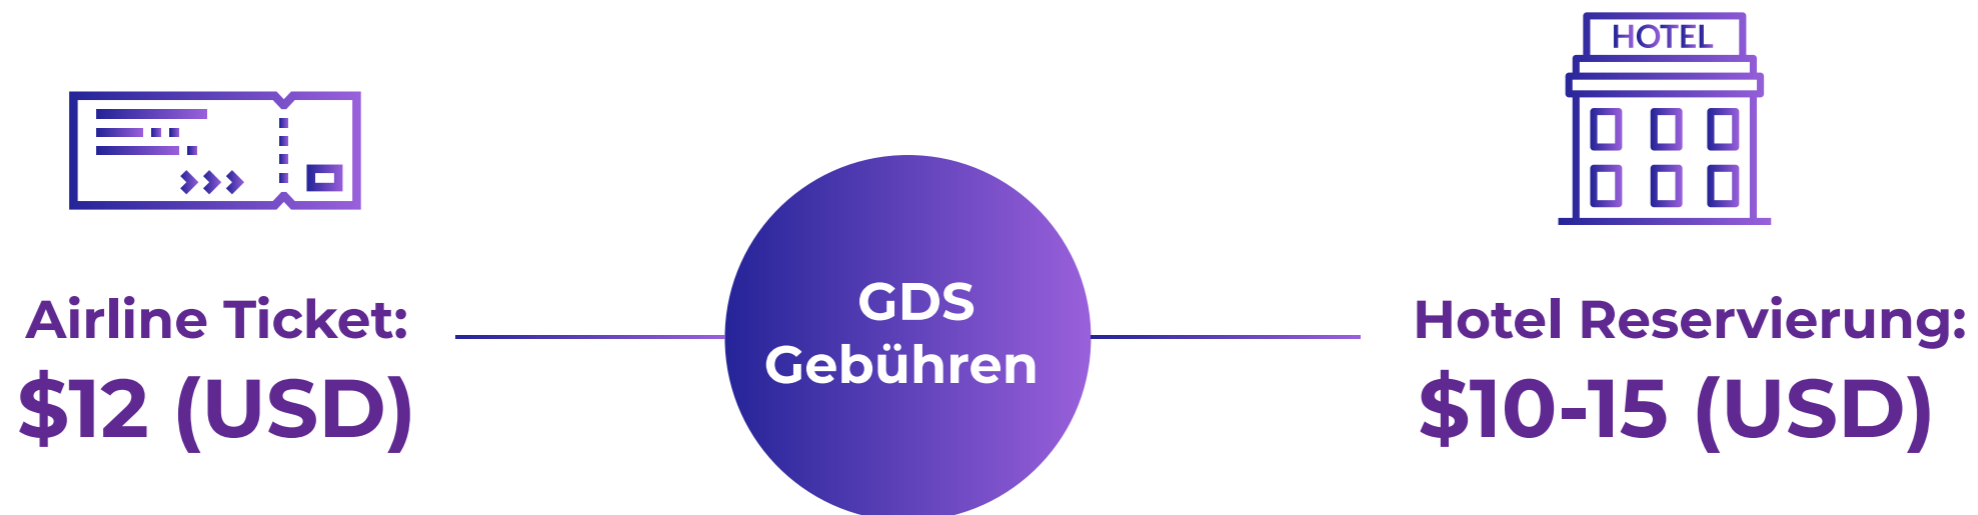 Airline Ticket:
$12 (USD)
GDS
Gebühren
HOTEL
Hotel Reservierung:
$10-15 (USD)